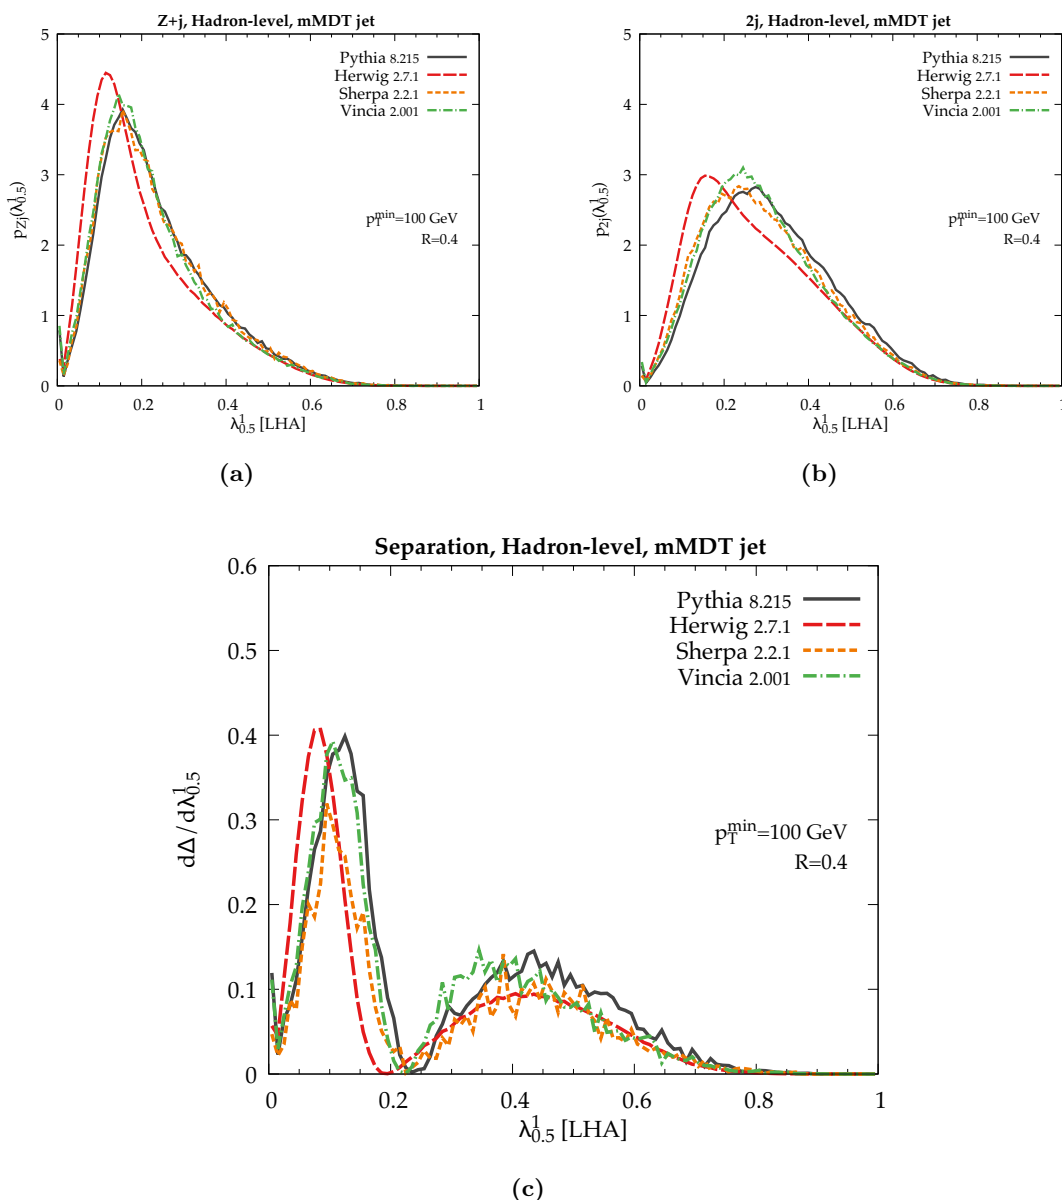 Z+j, Hadron-level, mMDT jet
5
4
3
2
1
0
p_Zj(λ^1_0.5)
Pythia 8.215
Herwig 2.7.1
Sherpa 2.2.1
Vincia 2.001
p_T^min=100 GeV
R=0.4
0 0.2 0.4 0.6 0.8 1
λ^1_0.5 [LHA]
(a)
2j, Hadron-level, mMDT jet
5
4
3
2
1
0
p_2j(λ^1_0.5)
Pythia 8.215
Herwig 2.7.1
Sherpa 2.2.1
Vincia 2.001
p_T^min=100 GeV
R=0.4
0 0.2 0.4 0.6 0.8 1
λ^1_0.5 [LHA]
(b)
Separation, Hadron-level, mMDT jet
0.6
0.5
0.4
0.3
0.2
0.1
0
dΔ/dλ^1_0.5
Pythia 8.215
Herwig 2.7.1
Sherpa 2.2.1
Vincia 2.001
p_T^min=100 GeV
R=0.4
0 0.2 0.4 0.6 0.8 1
λ^1_0.5 [LHA]
(c)